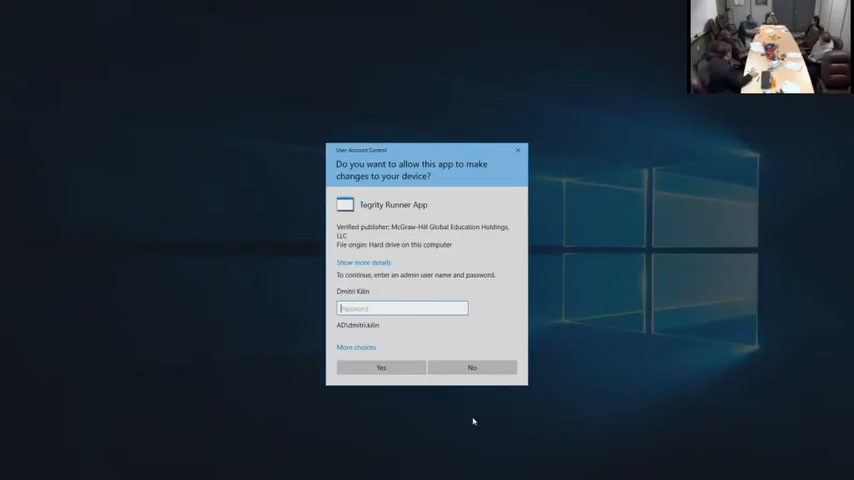 User Account Control
Do you want to allow this app to make
changes to your device?
Tegrity Runner App
Verified publisher: McGraw-Hill Global Education Holdings,
LLC
File origin: Hard drive on this computer
Show more details
To continue, enter an admin user name and password.
Dmitri Kilin
Password
AD\dmitri.kilin
More choices
Yes
No